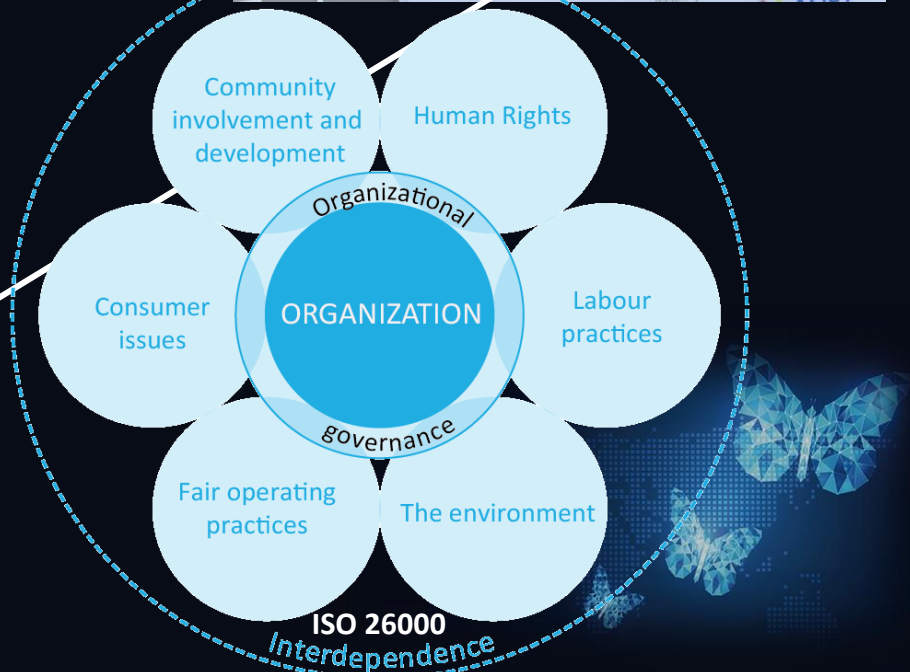 Community
involvement and
development
Human Rights
Organizational
ORGANIZATION
governance
Consumer
issues
Labour
practices
Fair operating
practices
The environment
ISO 26000
Interdependence